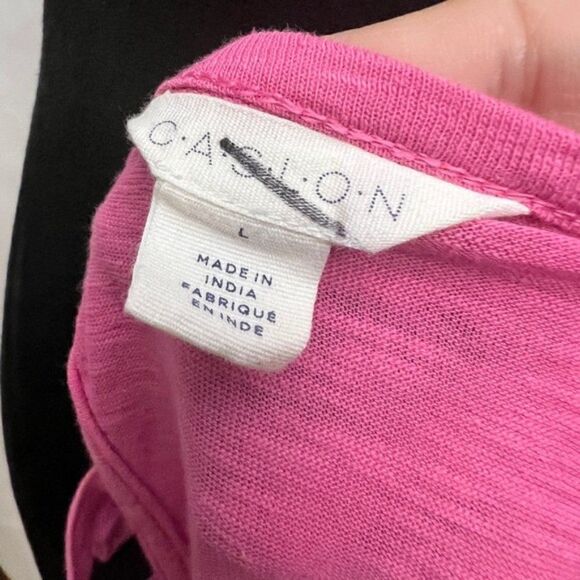 C·A·S·L·O·N
L
MADE IN
INDIA
FABRIQUÉ
EN INDE